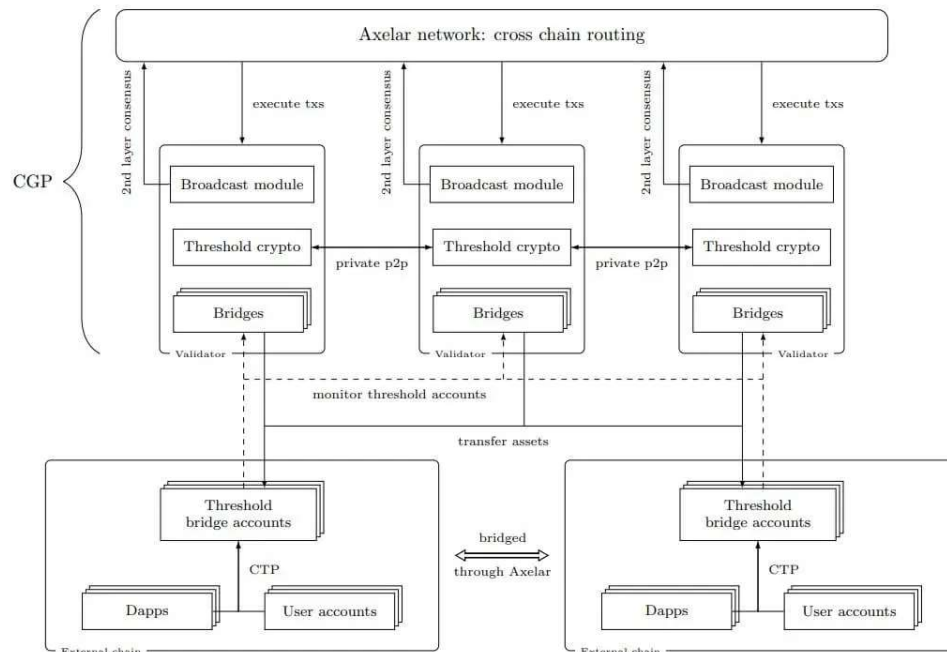 Axelar network: cross chain routing
2nd layer consensus
execute txs
2nd layer consensus
execute txs
2nd layer consensus
execute txs
CGP
Broadcast module
Broadcast module
Broadcast module
Threshold crypto
private p2p
Threshold crypto
private p2p
Threshold crypto
Bridges
Bridges
Bridges
Validator
Validator
Validator
monitor threshold accounts
transfer assets
Threshold
bridge accounts
Threshold
bridge accounts
bridged
through Axelar
CTP
CTP
Dapps
User accounts
Dapps
User accounts
External chain
External chain